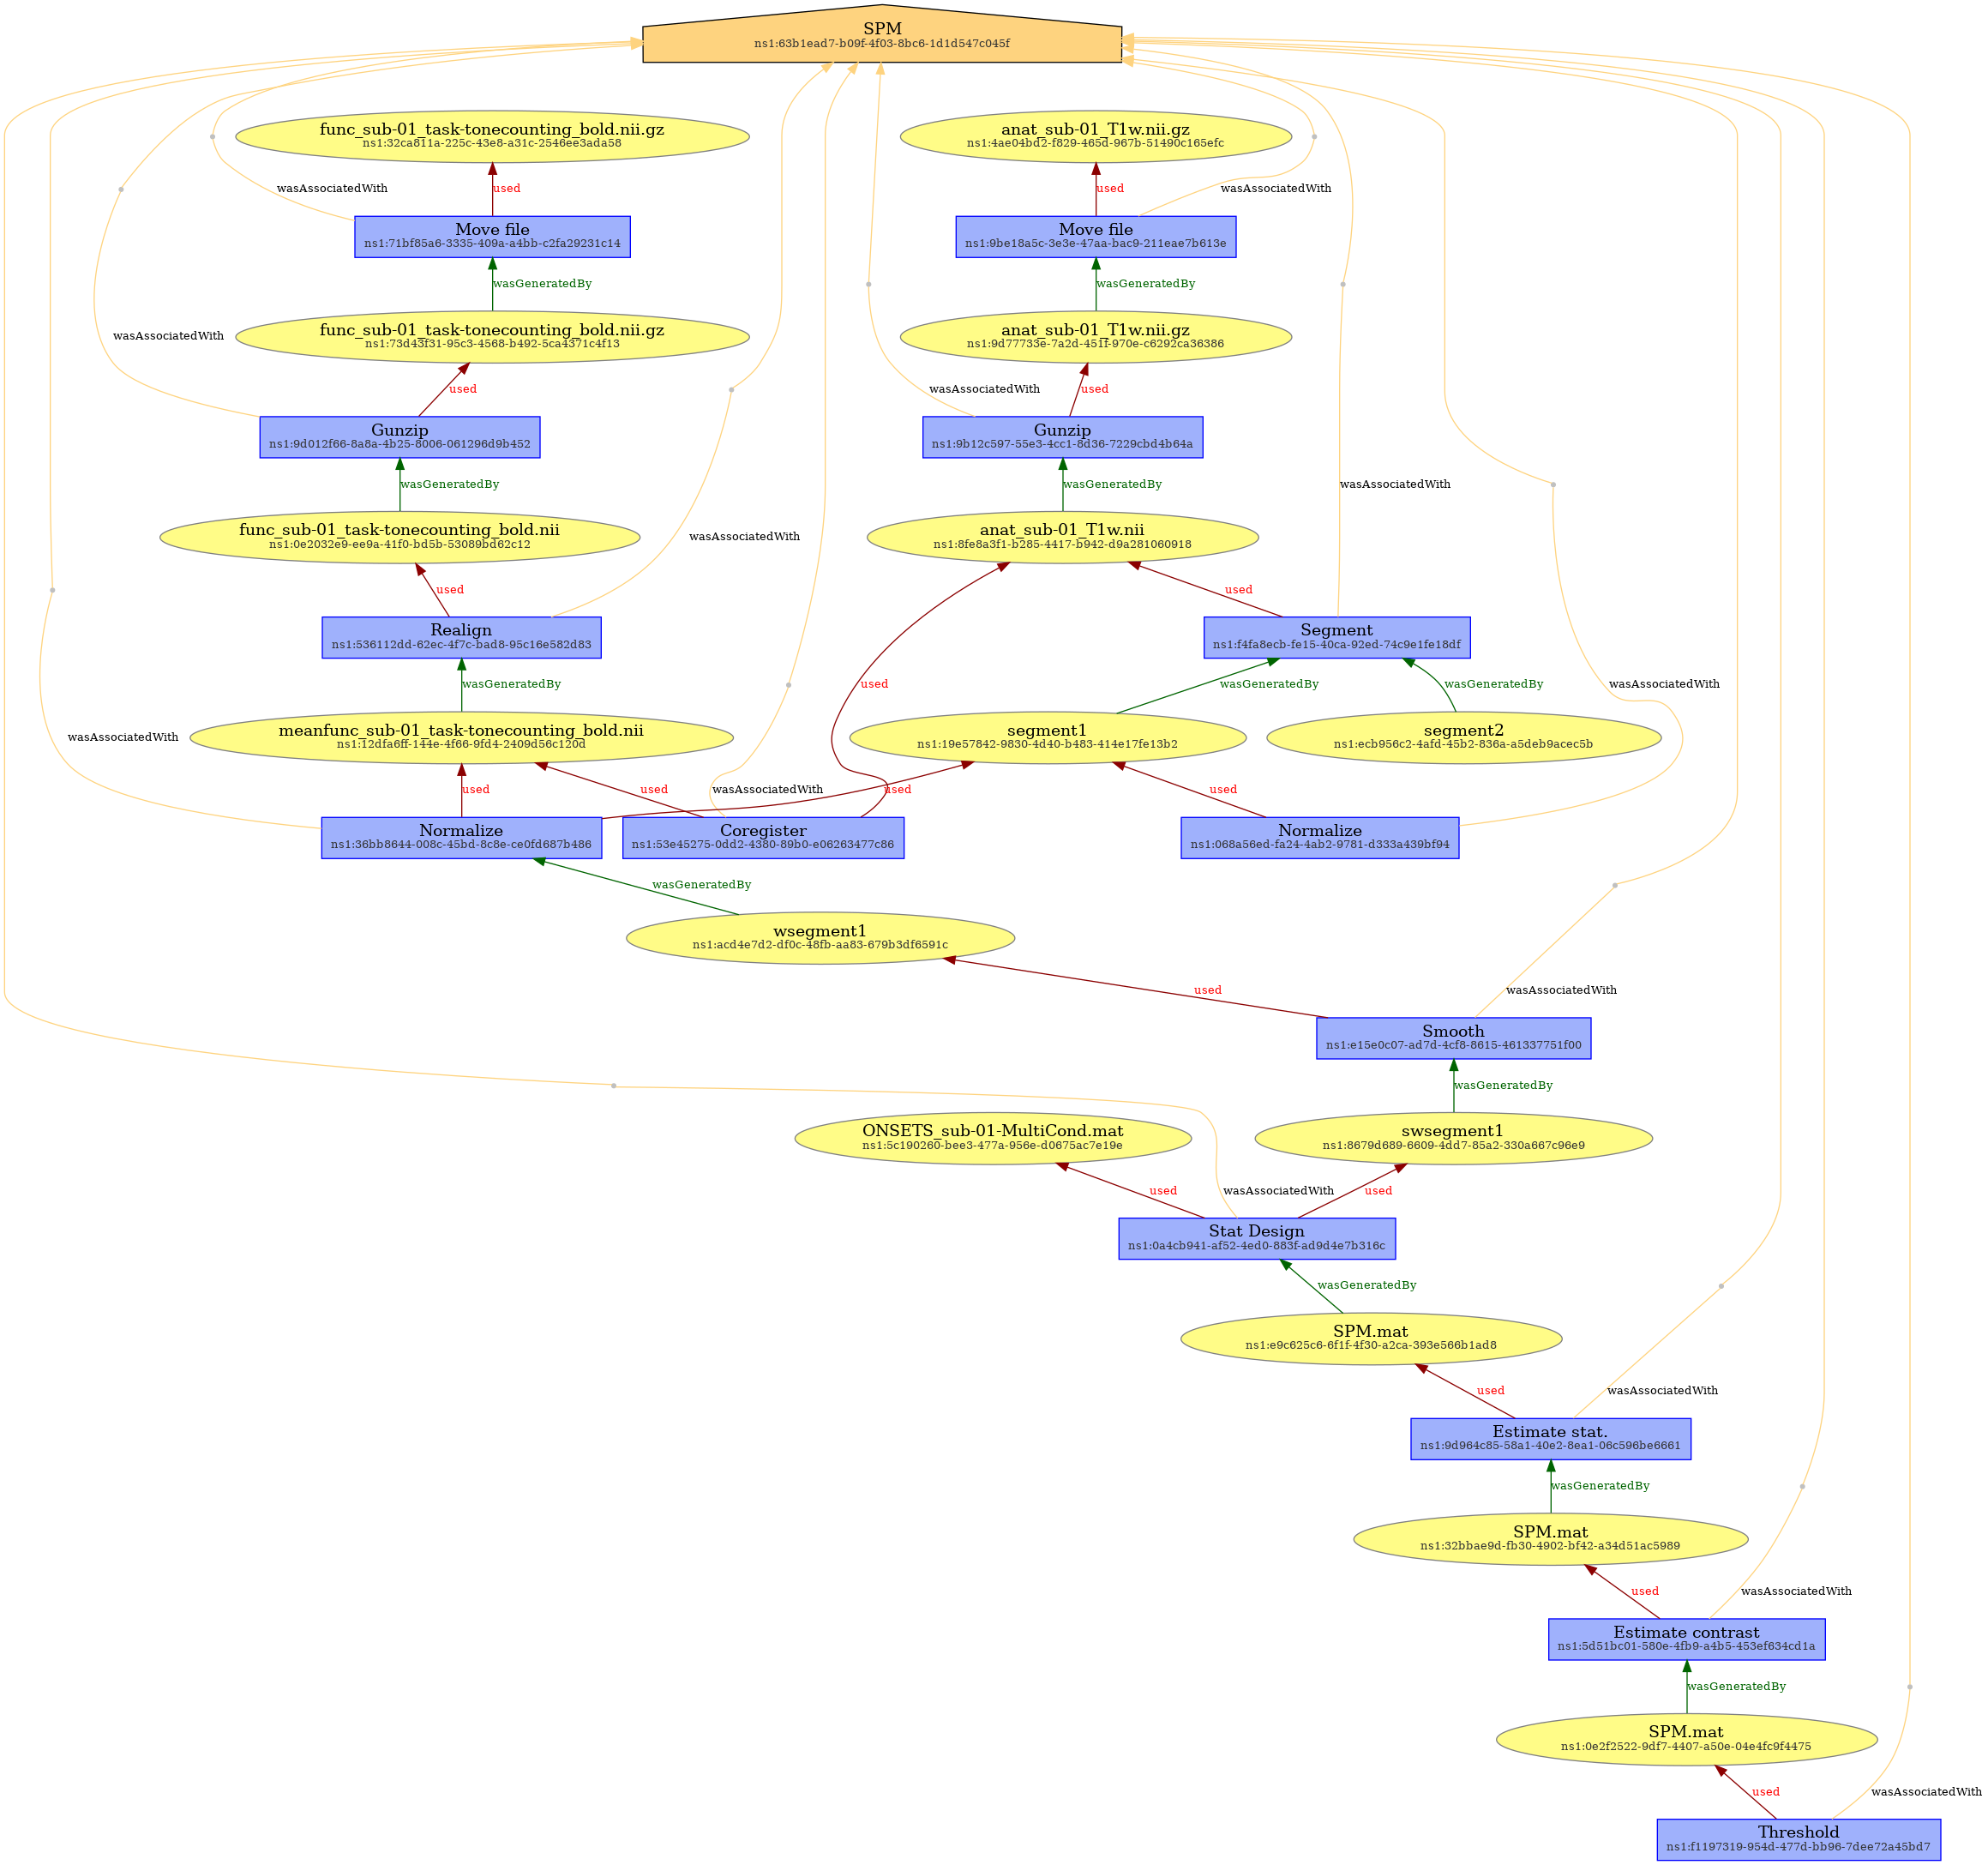 SPM
ns1:63b1ead7-b09f-4f03-8bc6-1d1d547c045f
func_sub-01_task-tonecounting_bold.nii.gz
ns1:32ca811a-225c-43e8-a31c-2546ee3ada58
anat_sub-01_T1w.nii.gz
ns1:4ae04bd2-f829-465d-967b-51490c165efc
wasAssociatedWith
used
used
wasAssociatedWith
Move file
ns1:71bf85a6-3335-409a-a4bb-c2fa29231c14
Move file
ns1:9be18a5c-3e3e-47aa-bac9-211eae7b613e
wasGeneratedBy
wasGeneratedBy
func_sub-01_task-tonecounting_bold.nii.gz
ns1:73d43f31-95c3-4568-b492-5ca4371c4f13
anat_sub-01_T1w.nii.gz
ns1:9d77733e-7a2d-451f-970e-c6292ca36386
wasAssociatedWith
used
wasAssociatedWith
used
Gunzip
ns1:9d012f66-8a8a-4b25-8006-061296d9b452
Gunzip
ns1:9b12c597-55e3-4cc1-8d36-7229cbd4b64a
wasGeneratedBy
wasGeneratedBy
wasAssociatedWith
func_sub-01_task-tonecounting_bold.nii
ns1:0e2032e9-ee9a-41f0-bd5b-53089bd62c12
wasAssociatedWith
anat_sub-01_T1w.nii
ns1:8fe8a3f1-b285-4417-b942-d9a281060918
used
used
Realign
ns1:536112dd-62ec-4f7c-bad8-95c16e582d83
Segment
ns1:f4fa8ecb-fe15-40ca-92ed-74c9e1fe18df
wasGeneratedBy
used
wasGeneratedBy
wasGeneratedBy
wasAssociatedWith
wasAssociatedWith
meanfunc_sub-01_task-tonecounting_bold.nii
ns1:12dfa6ff-144e-4f66-9fd4-2409d56c120d
segment1
ns1:19e57842-9830-4d40-b483-414e17fe13b2
segment2
ns1:ecb956c2-4afd-45b2-836a-a5deb9acec5b
used
used
wasAssociatedWith
used
used
Normalize
ns1:36bb8644-008c-45bd-8c8e-ce0fd687b486
Coregister
ns1:53e45275-0dd2-4380-89b0-e06263477c86
Normalize
ns1:068a56ed-fa24-4ab2-9781-d333a439bf94
wasGeneratedBy
wsegment1
ns1:acd4e7d2-df0c-48fb-aa83-679b3df6591c
used
wasAssociatedWith
Smooth
ns1:e15e0c07-ad7d-4cf8-8615-461337751f00
wasGeneratedBy
ONSETS_sub-01-MultiCond.mat
ns1:5c190260-bee3-477a-956e-d0675ac7e19e
swsegment1
ns1:8679d689-6609-4dd7-85a2-330a667c96e9
used
wasAssociatedWith
used
Stat Design
ns1:0a4cb941-af52-4ed0-883f-ad9d4e7b316c
wasGeneratedBy
SPM.mat
ns1:e9c625c6-6f1f-4f30-a2ca-393e566b1ad8
used
wasAssociatedWith
Estimate stat.
ns1:9d964c85-58a1-40e2-8ea1-06c596be6661
wasGeneratedBy
SPM.mat
ns1:32bbae9d-fb30-4902-bf42-a34d51ac5989
used
wasAssociatedWith
Estimate contrast
ns1:5d51bc01-580e-4fb9-a4b5-453ef634cd1a
wasGeneratedBy
SPM.mat
ns1:0e2f2522-9df7-4407-a50e-04e4fc9f4475
used
wasAssociatedWith
Threshold
ns1:f1197319-954d-477d-bb96-7dee72a45bd7